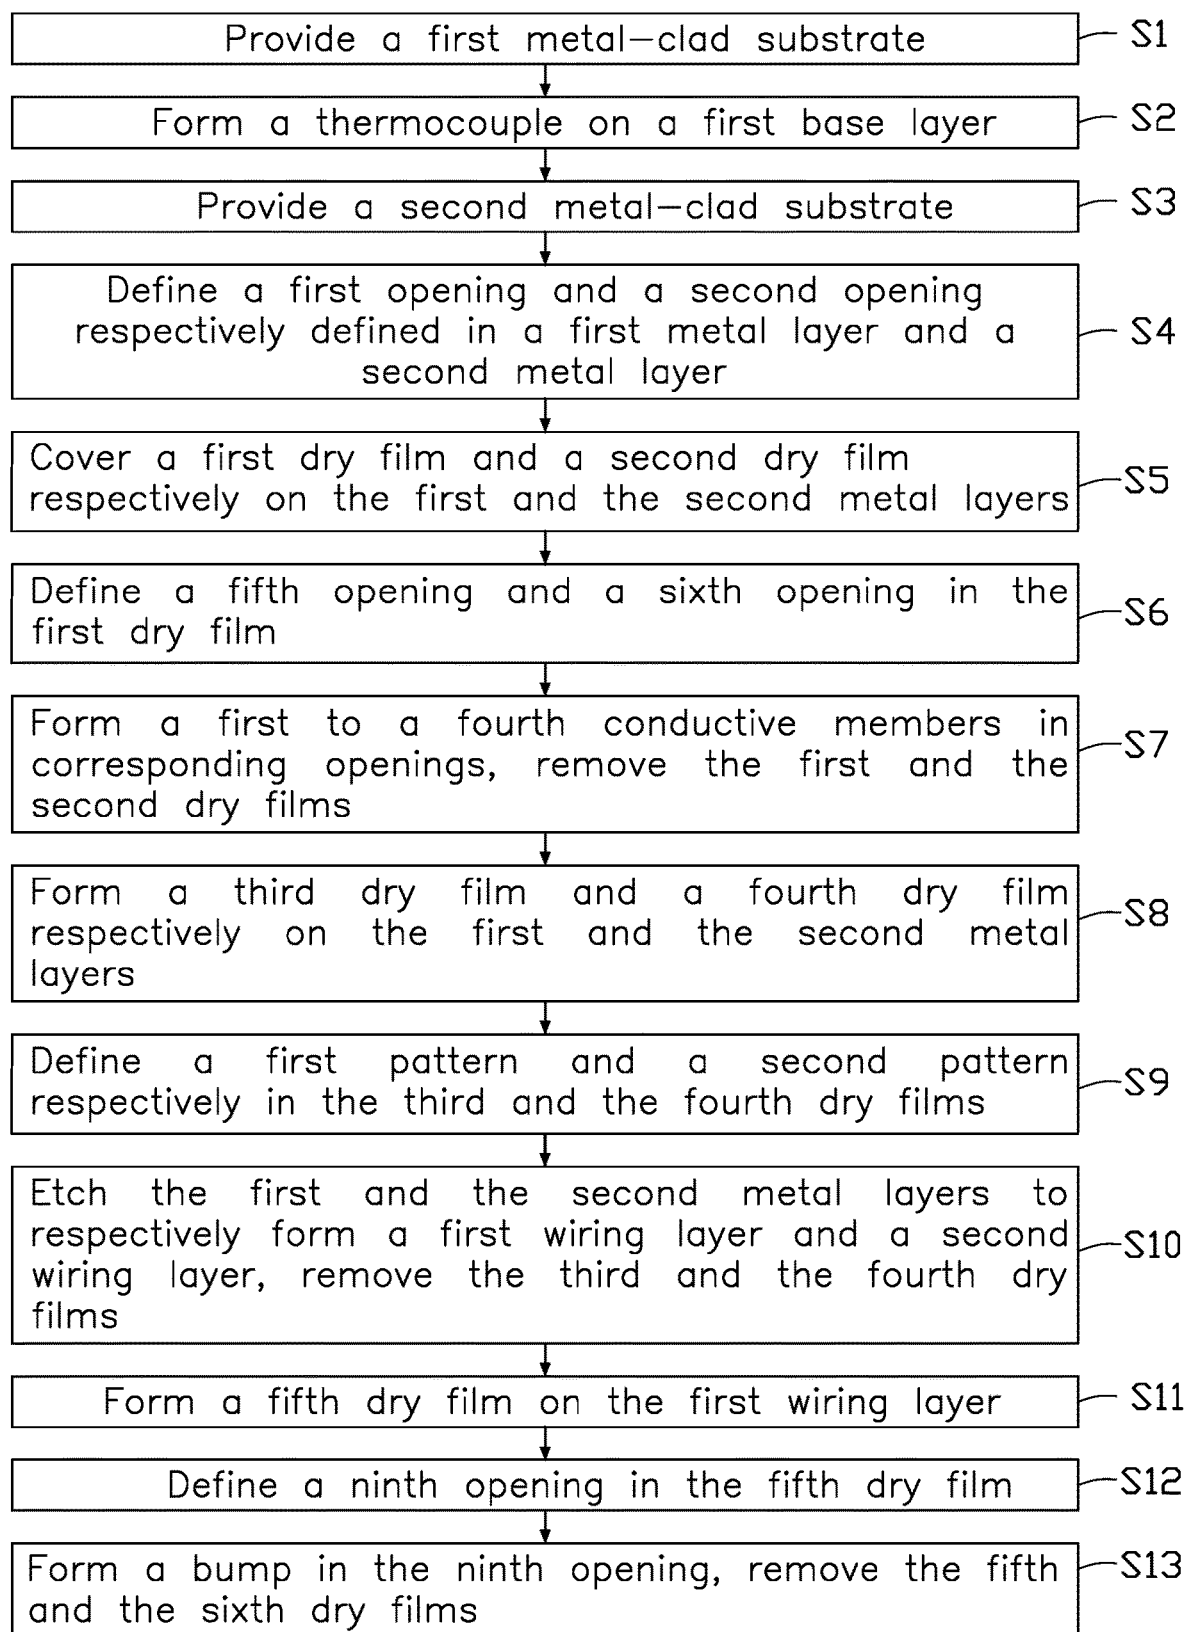 Provide a first metal-clad substrate
S1
Form a thermocouple on a first base layer
S2
Provide a second metal-clad substrate
S3
Define a first opening and a second opening
respectively defined in a first metal layer and a
second metal layer
S4
Cover a first dry film and a second dry film
respectively on the first and the second metal layers
S5
Define a fifth opening and a sixth opening in the
first dry film
S6
Form a first to a fourth conductive members in
corresponding openings, remove the first and the
second dry films
S7
Form a third dry film and a fourth dry film
respectively on the first and the second metal
layers
S8
Define a first pattern and a second pattern
respectively in the third and the fourth dry films
S9
Etch the first and the second metal layers to
respectively form a first wiring layer and a second
wiring layer, remove the third and the fourth dry
films
S10
Form a fifth dry film on the first wiring layer
S11
Define a ninth opening in the fifth dry film
S12
Form a bump in the ninth opening, remove the fifth
and the sixth dry films
S13